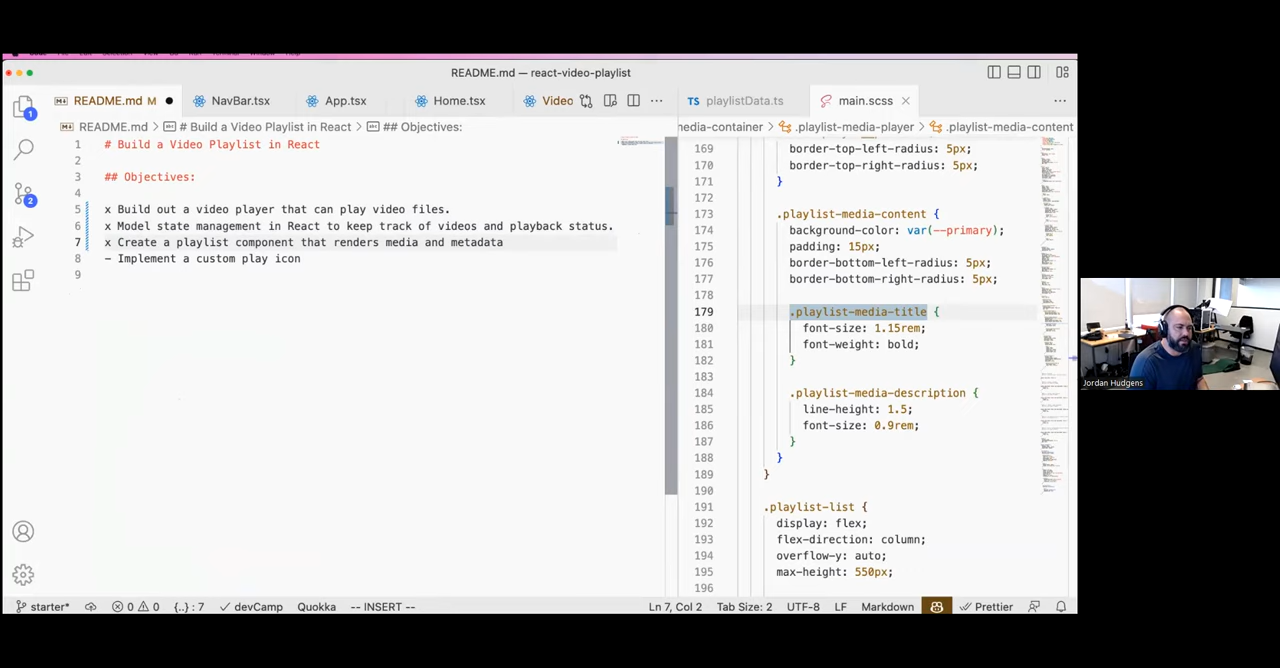 README.md — react-video-playlist
README.md M
NavBar.tsx
App.tsx
Home.tsx
Video
playlistData.ts
main.scss
README.md > # Build a Video Playlist in React > ## Objectives:
nedia-container > .playlist-media-player > .playlist-media-content
1 # Build a Video Playlist in React
2
3 ## Objectives:
4
5 x Build out a video player that can play video files.
6 x Model state management in React to keep track of videos and playback status.
7 x Create a playlist component that renders media and metadata
8 - Implement a custom play icon
9
169 border-top-left-radius: 5px;
170 border-top-right-radius: 5px;
171 }
172
173 .playlist-media-content {
174 background-color: var(--primary);
175 padding: 15px;
176 border-bottom-left-radius: 5px;
177 border-bottom-right-radius: 5px;
178
179 .playlist-media-title {
180 font-size: 1.15rem;
181 font-weight: bold;
182 }
183
184 .playlist-media-description {
185 line-height: 1.5;
186 font-size: 0.9rem;
187 }
188 }
189 }
190
191 .playlist-list {
192 display: flex;
193 flex-direction: column;
194 overflow-y: auto;
195 max-height: 550px;
196
1
2
starter*
0 0 {..} : 7 devCamp Quokka -- INSERT --
Ln 7, Col 2 Tab Size: 2 UTF-8 LF Markdown Prettier
Jordan Hudgens